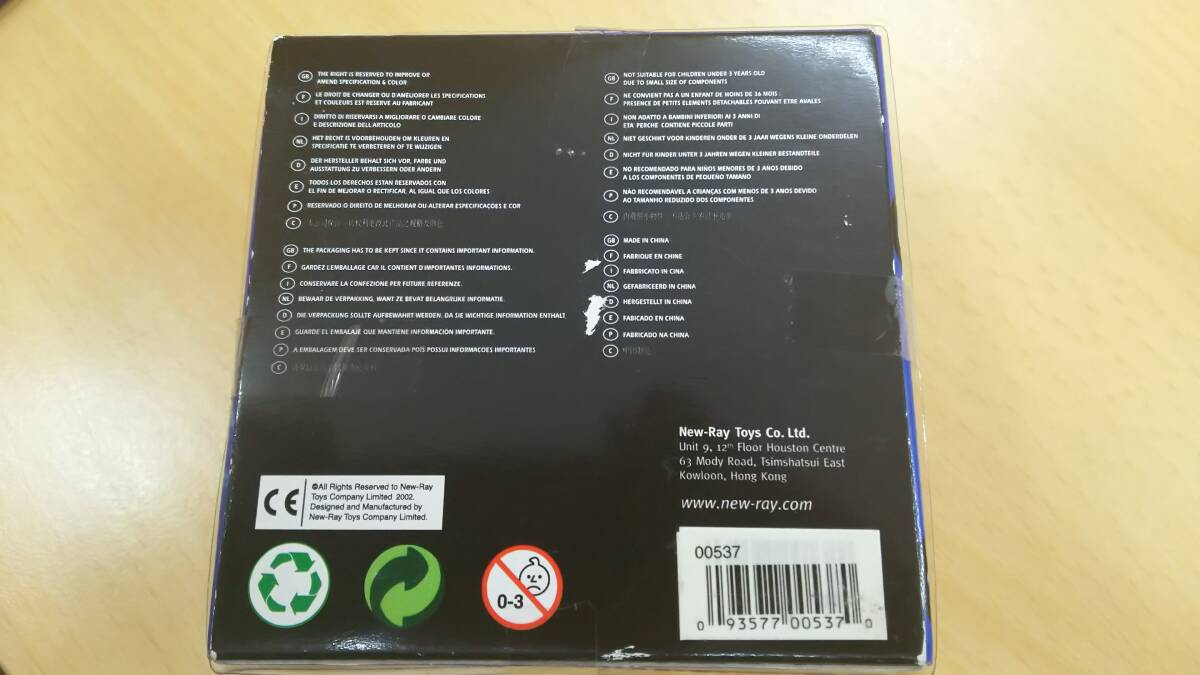 GB THE RIGHT IS RESERVED TO IMPROVE OR
AMEND SPECIFICATION & COLOR
F LE DROIT DE CHANGER OU D'AMELIORER LES SPECIFICATIONS
ET COULEURS EST RESERVE AU FABRICANT
I DIRITTO DI RISERVARSI A MIGLIORARE O CAMBIARE COLORE
E DESCRIZIONE DELL ARTICOLO
NL HET RECHT IS VOORBEHOUDEN OM KLEUREN EN
SPECIFICATIE TE VERBETEREN OF TE WIJZIGEN
D DER HERSTELLER BEHALT SICH VOR, FARBE UND
AUSSTATTUNG ZU VERBESSERN ODER ÄNDERN
E TODOS LOS DERECHOS ESTAN RESERVADOS CON
EL FIN DE MEJORAR O RECTIFICAR, AL IGUAL QUE LOS COLORES
P RESERVADO O DIREITO DE MELHORAR OU ALTERAR ESPECIFICAÇÕES E COR
C
GB THE PACKAGING HAS TO BE KEPT SINCE IT CONTAINS IMPORTANT INFORMATION.
F GARDEZ LEMBALLAGE CAR IL CONTIENT D'IMPORTANTES INFORMATIONS.
I CONSERVARE LA CONFEZIONE PER FUTURE REFERENZE.
NL BEWAAR DE VERPAKKING, WANT ZE BEVAT BELANGRIJKE INFORMATIE.
D DIE VERPACKUNG SOLLTE AUFBEWAHRT WERDEN, DA SIE WICHTIGE INFORMATION ENTHALT
E GUARDE EL EMBALAJE QUE MANTIENE INFORMACION IMPORTANTE.
P A EMBALAGEM DEVE SER CONSERVADA POIS POSSUI INFORMACOES IMPORTANTES
C
GB NOT SUITABLE FOR CHILDREN UNDER 3 YEARS OLD
DUE TO SMALL SIZE OF COMPONENTS
F NE CONVIENT PAS A UN ENFANT DE MOINS DE 36 MOIS :
PRESENCE DE PETITS ELEMENTS DETACHABLES POUVANT ETRE AVALES
I NON ADATTO A BAMBINI INFERIORI AI 3 ANNI DI
ETA PERCHE CONTIENE PICCOLE PARTI
NL NIET GESCHIKT VOOR KINDEREN ONDER DE 3 JAAR WEGENS KLEINE ONDERDELEN
D NICHT FUR KINDER UNTER 3 JAHREN WEGEN KLEINER BESTANDTEILE
E NO RECOMENDADO PARA NIÑOS MENORES DE 3 AÑOS DEBIDO
A LOS COMPONENTES DE PEQUEÑO TAMANO
P NÃO RECOMENDAVEL A CRIANÇAS COM MENOS DE 3 ANOS DEVIDO
AO TAMANHO REDUZIDO DOS COMPONENTES
C
GB MADE IN CHINA
F FABRIQUE EN CHINE
I FABBRICATO IN CINA
NL GEFABRICEERD IN CHINA
D HERGESTELLT IN CHINA
E FABICADO EN CHINA
P FABRICADO NA CHINA
C
New-Ray Toys Co. Ltd.
Unit 9, 12th Floor Houston Centre
63 Mody Road, Tsimshatsui East
Kowloon, Hong Kong
www.new-ray.com
CE
©All Rights Reserved to New-Ray
Toys Company Limited 2002.
Designed and Manufactured by
New-Ray Toys Company Limited.
0-3
00537
0 93577 00537 0